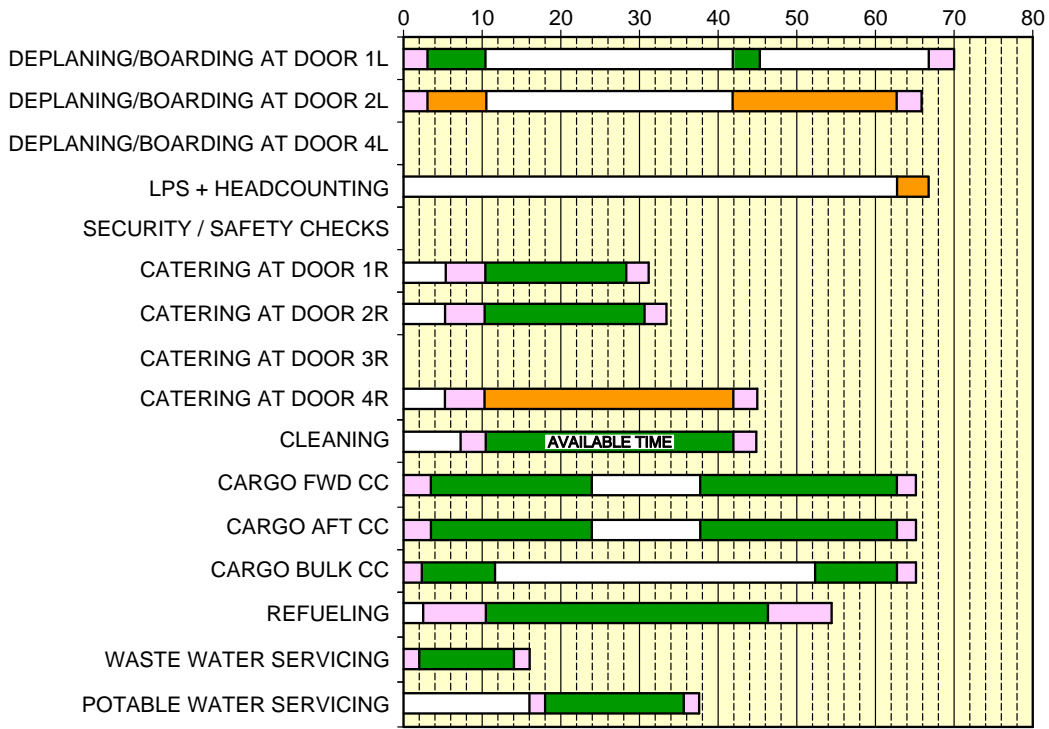 0 10 20 30 40 50 60 70 80
DEPLANING/BOARDING AT DOOR 1L
DEPLANING/BOARDING AT DOOR 2L
DEPLANING/BOARDING AT DOOR 4L
LPS + HEADCOUNTING
SECURITY / SAFETY CHECKS
CATERING AT DOOR 1R
CATERING AT DOOR 2R
CATERING AT DOOR 3R
CATERING AT DOOR 4R
CLEANING AVAILABLE TIME
CARGO FWD CC
CARGO AFT CC
CARGO BULK CC
REFUELING
WASTE WATER SERVICING
POTABLE WATER SERVICING